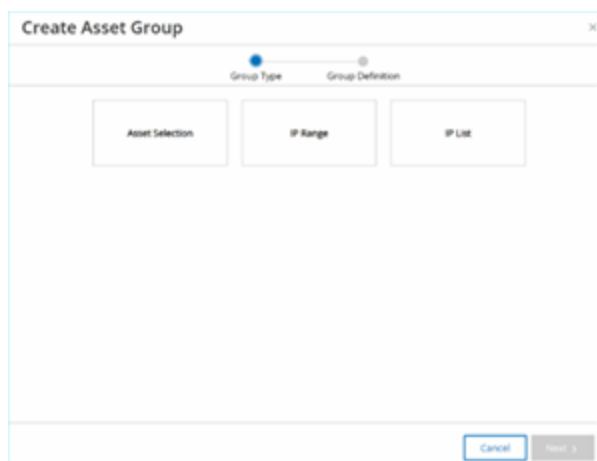 Create Asset Group
Group Type Group Definition
Asset Selection IP Range IP List
Cancel Next